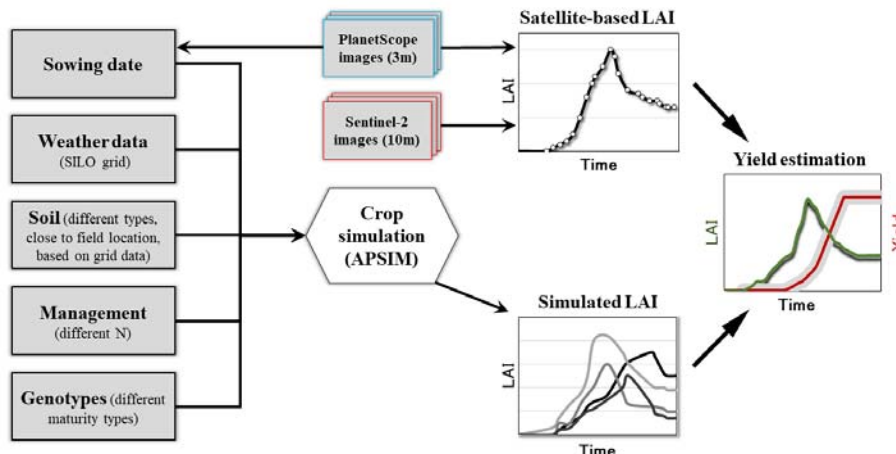 Satellite-based LAI
PlanetScope
images (3m)
Sowing date
LAI
Time
Sentinel-2
images (10m)
Weather data
(SILO grid)
Yield estimation
LAI
Yield
Time
Soil (different types,
close to field location,
based on grid data)
Crop
simulation
(APSIM)
Management
(different N)
Simulated LAI
LAI
Time
Genotypes (different
maturity types)